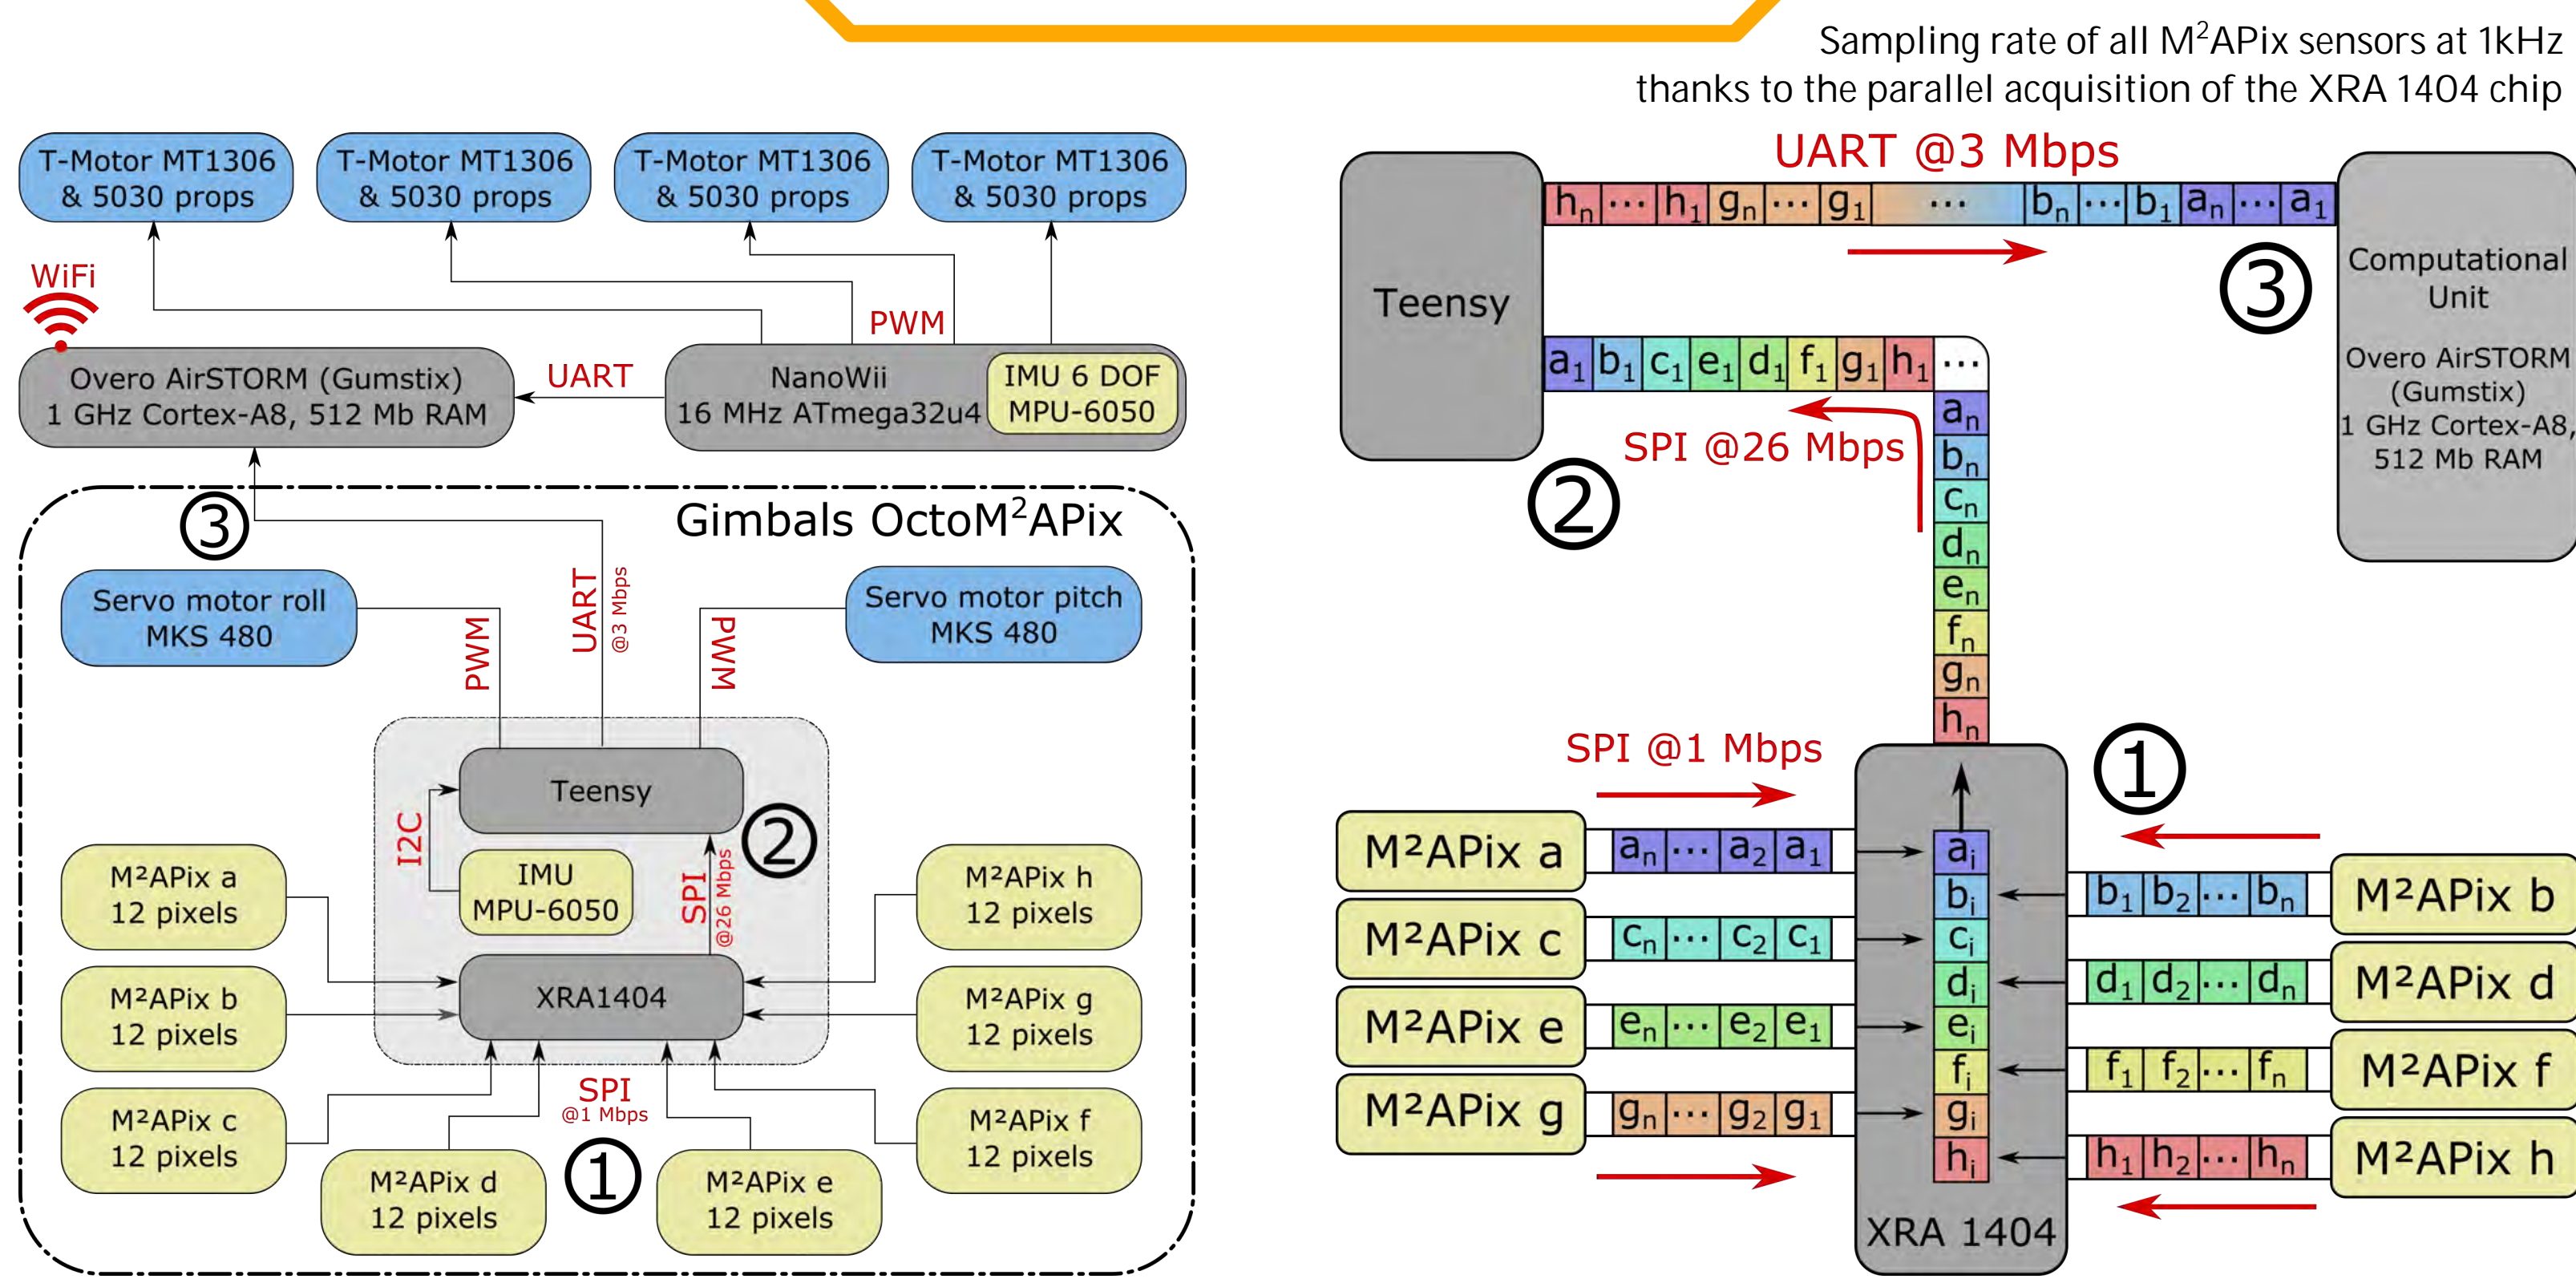 Sampling rate of all M²APix sensors at 1kHz
thanks to the parallel acquisition of the XRA 1404 chip
T-Motor MT1306
& 5030 props
T-Motor MT1306
& 5030 props
T-Motor MT1306
& 5030 props
T-Motor MT1306
& 5030 props
WiFi
PWM
Overo AirSTORM (Gumstix)
1 GHz Cortex-A8, 512 Mb RAM
UART
NanoWii
16 MHz ATmega32u4
IMU 6 DOF
MPU-6050
3
Gimbals OctoM²APix
Servo motor roll
MKS 480
PWM
UART
@3 Mbps
PWM
Servo motor pitch
MKS 480
Teensy
I2C
IMU
MPU-6050
SPI
@26 Mbps
2
XRA1404
M²APix a
12 pixels
M²APix b
12 pixels
M²APix c
12 pixels
M²APix d
12 pixels
SPI
@1 Mbps
1
M²APix e
12 pixels
M²APix h
12 pixels
M²APix g
12 pixels
M²APix f
12 pixels
UART @3 Mbps
Teensy
hₙ ... h₁ gₙ ... g₁ ... bₙ ... b₁ aₙ ... a₁
3
Computational
Unit
Overo AirSTORM
(Gumstix)
1 GHz Cortex-A8,
512 Mb RAM
a₁ b₁ c₁ e₁ d₁ f₁ g₁ h₁ ...
aₙ
bₙ
cₙ
dₙ
eₙ
fₙ
gₙ
hₙ
SPI @26 Mbps
2
SPI @1 Mbps
1
M²APix a
aₙ ... a₂ a₁
M²APix c
cₙ ... c₂ c₁
M²APix e
eₙ ... e₂ e₁
M²APix g
gₙ ... g₂ g₁
aᵢ
bᵢ
cᵢ
dᵢ
eᵢ
fᵢ
gᵢ
hᵢ
XRA 1404
b₁ b₂ ... bₙ
M²APix b
d₁ d₂ ... dₙ
M²APix d
f₁ f₂ ... fₙ
M²APix f
h₁ h₂ ... hₙ
M²APix h